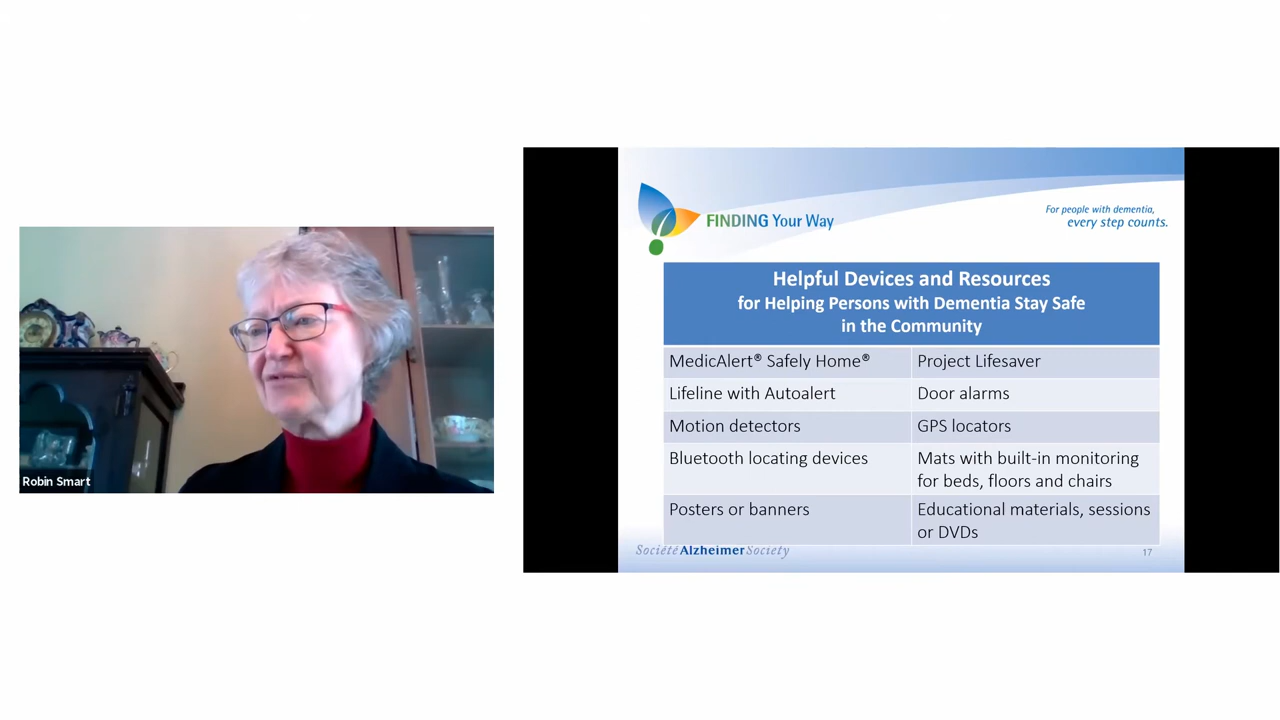 Robin Smart
FINDING Your Way
For people with dementia,
every step counts.
Helpful Devices and Resources
for Helping Persons with Dementia Stay Safe
in the Community
MedicAlert® Safely Home®
Project Lifesaver
Lifeline with Autoalert
Door alarms
Motion detectors
GPS locators
Bluetooth locating devices
Mats with built-in monitoring
for beds, floors and chairs
Posters or banners
Educational materials, sessions
or DVDs
Société AlzheimerSociety
17